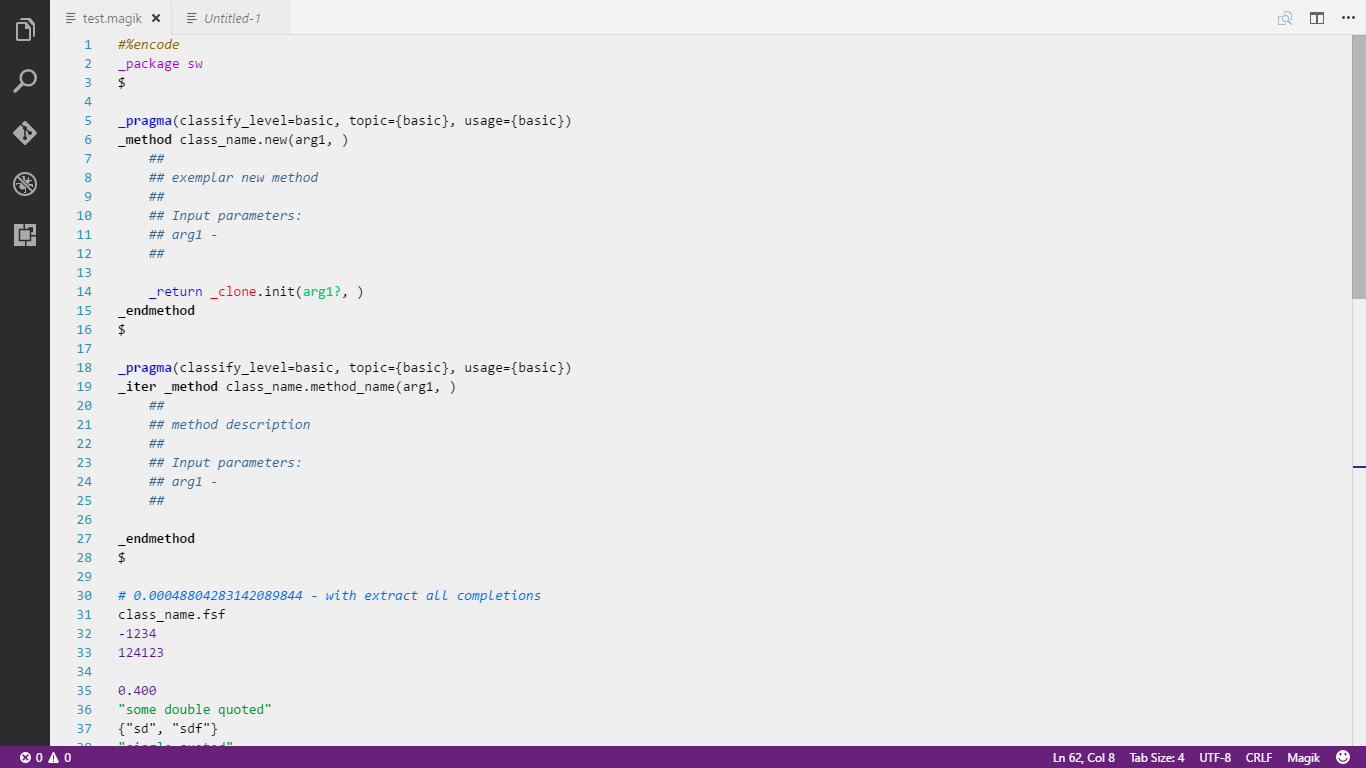 test.magik
Untitled-1
1 #%encode
2 _package sw
3 $
4
5 _pragma(classify_level=basic, topic={basic}, usage={basic})
6 _method class_name.new(arg1, )
7 ##
8 ## exemplar new method
9 ##
10 ## Input parameters:
11 ## arg1 -
12 ##
13
14 _return _clone.init(arg1?, )
15 _endmethod
16 $
17
18 _pragma(classify_level=basic, topic={basic}, usage={basic})
19 _iter _method class_name.method_name(arg1, )
20 ##
21 ## method description
22 ##
23 ## Input parameters:
24 ## arg1 -
25 ##
26
27 _endmethod
28 $
29
30 # 0.00048804283142089844 - with extract all completions
31 class_name.fsf
32 -1234
33 124123
34
35 0.400
36 "some double quoted"
37 {"sd", "sdf"}
0 0 Ln 62, Col 8 Tab Size: 4 UTF-8 CRLF Magik